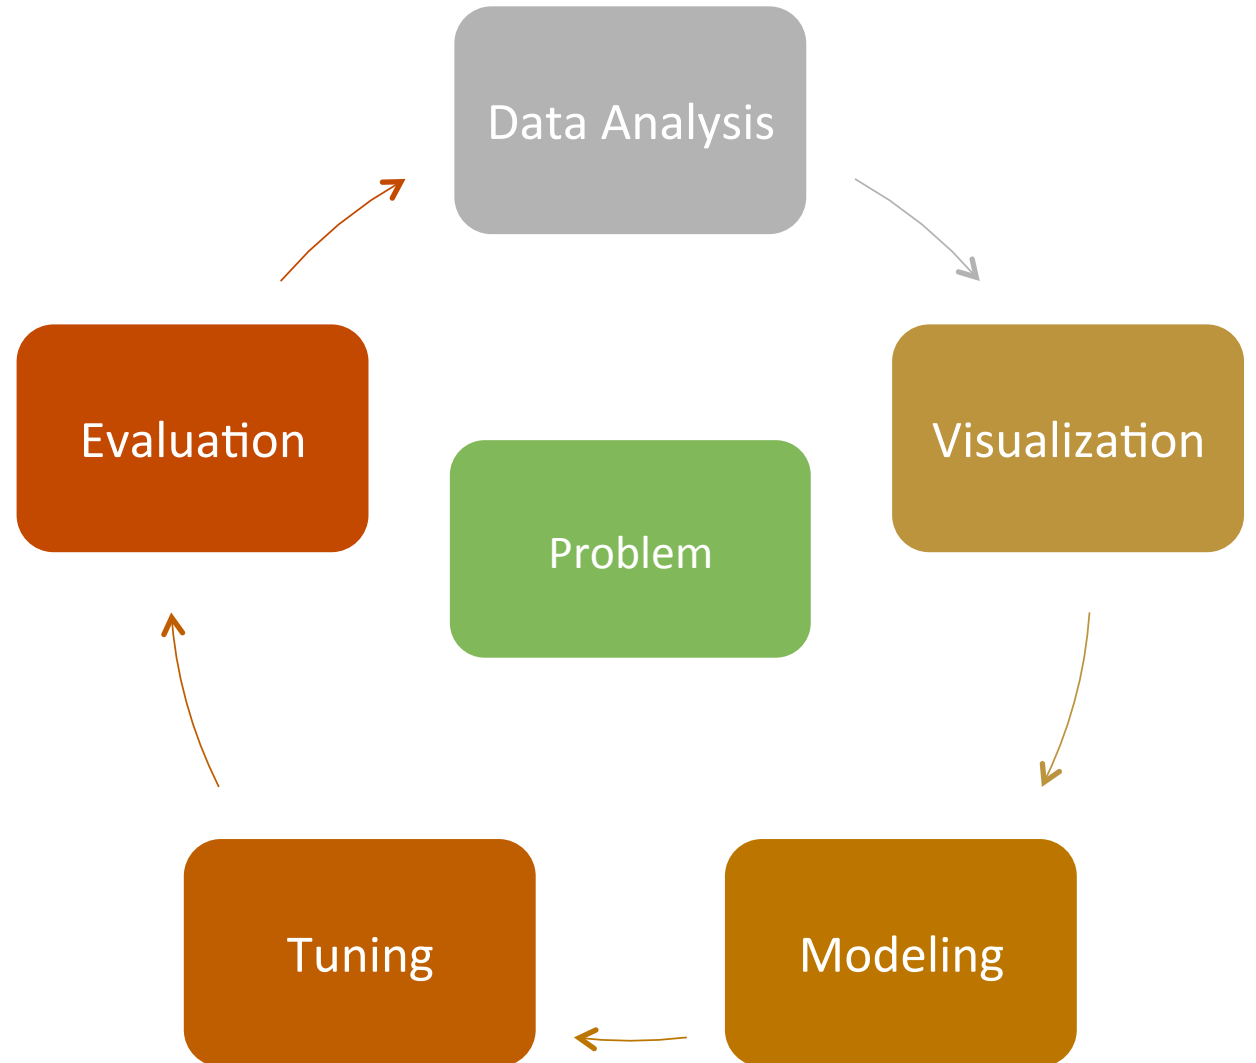 Data Analysis
Evaluation
Visualization
Problem
Tuning
Modeling